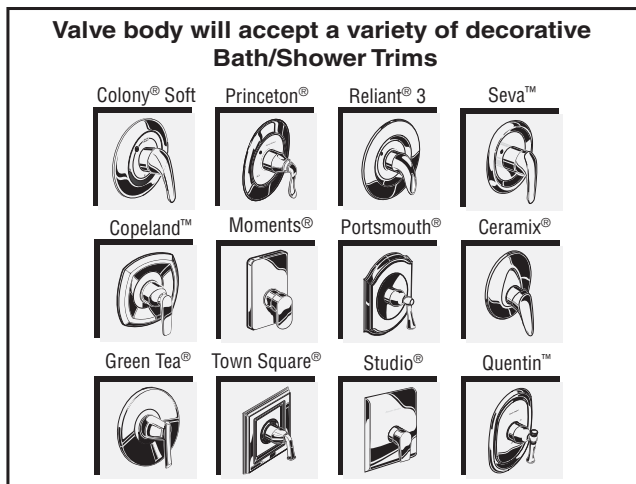 Valve body will accept a variety of decorative
Bath/Shower Trims
Colony® Soft Princeton® Reliant® 3 Seva™
Copeland™ Moments® Portsmouth® Ceramix®
Green Tea® Town Square® Studio® Quentin™